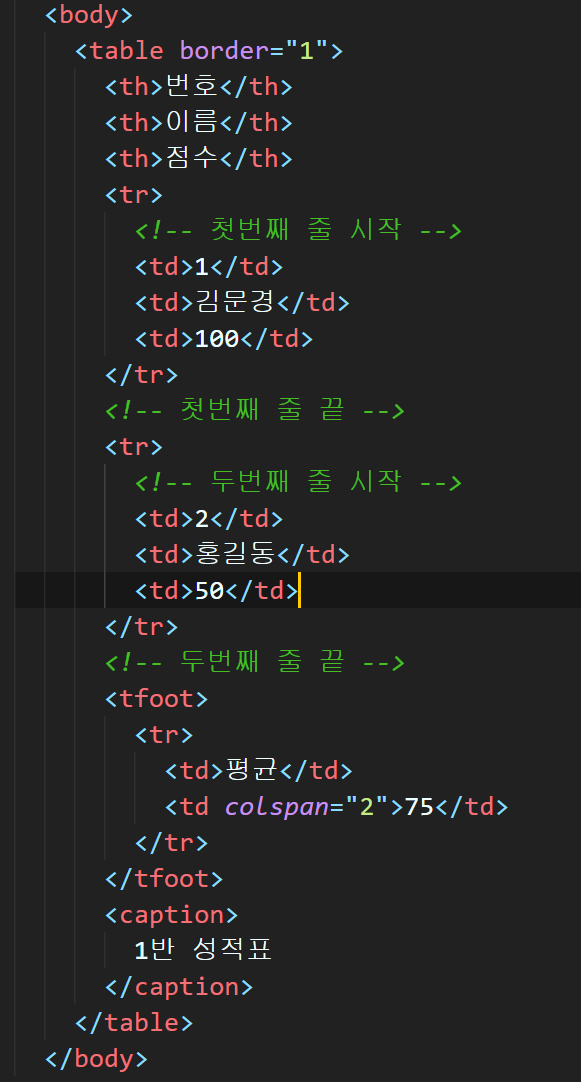 <body>
<table border="1">
<th>번호</th>
<th>이름</th>
<th>점수</th>
<tr>
<!-- 첫번째 줄 시작 -->
<td>1</td>
<td>김문경</td>
<td>100</td>
</tr>
<!-- 첫번째 줄 끝 -->
<tr>
<!-- 두번째 줄 시작 -->
<td>2</td>
<td>홍길동</td>
<td>50</td>
</tr>
<!-- 두번째 줄 끝 -->
<tfoot>
<tr>
<td>평균</td>
<td colspan="2">75</td>
</tr>
</tfoot>
<caption>
1반 성적표
</caption>
</table>
</body>